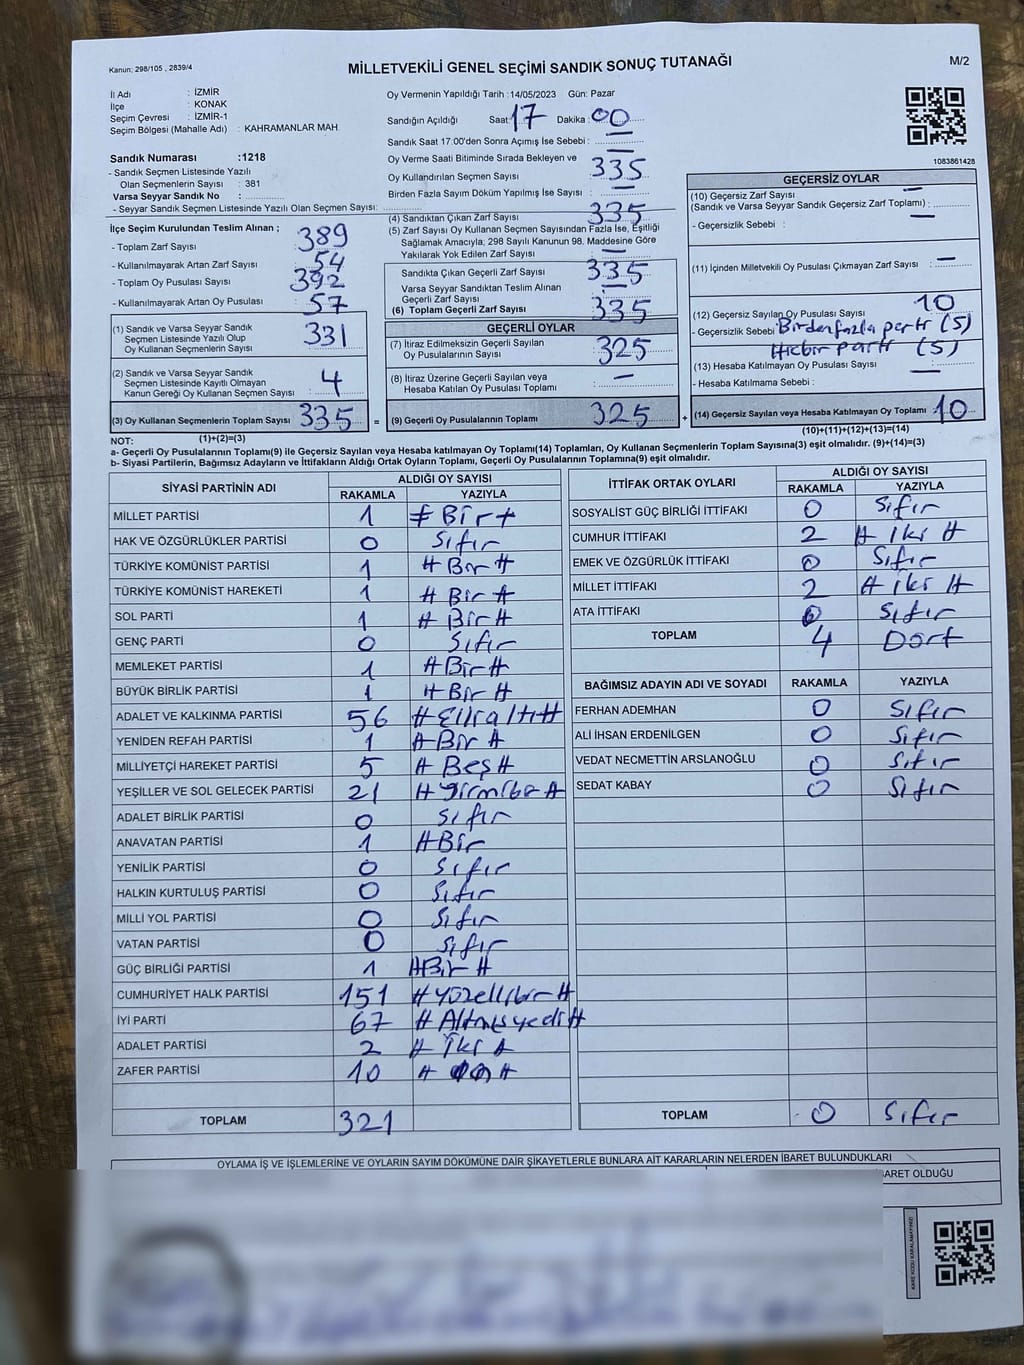 Kanun: 298/105 , 2839/4
MİLLETVEKİLİ GENEL SEÇİMİ SANDIK SONUÇ TUTANAĞI
M/2
İl Adı : İZMİR
İlçe : KONAK
Seçim Çevresi : İZMİR-1
Seçim Bölgesi (Mahalle Adı) : KAHRAMANLAR MAH.
Sandık Numarası :1218
- Sandık Seçmen Listesinde Yazılı
Olan Seçmenlerin Sayısı : 381
Varsa Seyyar Sandık No :
- Seyyar Sandık Seçmen Listesinde Yazılı Olan Seçmen Sayısı:
Oy Vermenin Yapıldığı Tarih :14/05/2023 Gün: Pazar
Sandığın Açıldığı Saat: 17 Dakika : 00
Sandık Saat 17.00'den Sonra Açımış İse Sebebi : —
Oy Verme Saati Bitiminde Sırada Bekleyen ve
Oy Kullandırılan Seçmen Sayısı : 335
Birden Fazla Sayım Döküm Yapılmış İse Sayısı : —
1083861428
İlçe Seçim Kurulundan Teslim Alınan ;
- Toplam Zarf Sayısı : 389
- Kullanılmayarak Artan Zarf Sayısı : 54
- Toplam Oy Pusulası Sayısı : 392
- Kullanılmayarak Artan Oy Pusulası : 57
(1) Sandık ve Varsa Seyyar Sandık
Seçmen Listesinde Yazılı Olup
Oy Kullanan Seçmenlerin Sayısı : 331
(2) Sandık ve Varsa Seyyar Sandık
Seçmen Listesinde Kayıtlı Olmayan
Kanun Gereği Oy Kullanan Seçmen Sayısı : 4
(3) Oy Kullanan Seçmenlerin Toplam Sayısı : 335
(1)+(2)=(3)
(4) Sandıktan Çıkan Zarf Sayısı : 335
(5) Zarf Sayısı Oy Kullanan Seçmen Sayısından Fazla İse, Eşitliği
Sağlamak Amacıyla; 298 Sayılı Kanunun 98. Maddesine Göre
Yakılarak Yok Edilen Zarf Sayısı : —
Sandıkta Çıkan Geçerli Zarf Sayısı : 335
Varsa Seyyar Sandıktan Teslim Alınan
Geçerli Zarf Sayısı : —
(6) Toplam Geçerli Zarf Sayısı : 335
GEÇERLİ OYLAR
(7) İtiraz Edilmeksizin Geçerli Sayılan
Oy Pusulalarının Sayısı : 325
(8) İtiraz Üzerine Geçerli Sayılan veya
Hesaba Katılan Oy Pusulası Toplamı : —
= (9) Geçerli Oy Pusulalarının Toplamı : 325 +
GEÇERSİZ OYLAR
(10) Geçersiz Zarf Sayısı —
(Sandık ve Varsa Seyyar Sandık Geçersiz Zarf Toplamı) :
- Geçersizlik Sebebi : —
(11) İçinden Milletvekili Oy Pusulası Çıkmayan Zarf Sayısı : —
(12) Geçersiz Sayılan Oy Pusulası Sayısı : 10
- Geçersizlik Sebebi : Birden fazla parti (5)
Hiçbir parti (5)
(13) Hesaba Katılmayan Oy Pusulası Sayısı : —
- Hesaba Katılmama Sebebi :
(14) Geçersiz Sayılan veya Hesaba Katılmayan Oy Toplamı : 10
(10)+(11)+(12)+(13)=(14)
NOT:
a- Geçerli Oy Pusulalarının Toplamı(9) ile Geçersiz Sayılan veya Hesaba katılmayan Oy Toplamı(14) Toplamları, Oy Kullanan Seçmenlerin Toplam Sayısına(3) eşit olmalıdır. (9)+(14)=(3)
b- Siyasi Partilerin, Bağımsız Adayların ve İttifakların Aldığı Ortak Oyların Toplamı, Geçerli Oy Pusulalarının Toplamına(9) eşit olmalıdır.
SİYASİ PARTİNİN ADI
ALDIĞI OY SAYISI
RAKAMLA YAZIYLA
MİLLET PARTİSİ 1 # Bir #
HAK VE ÖZGÜRLÜKLER PARTİSİ 0 Sıfır
TÜRKİYE KOMÜNİST PARTİSİ 1 # Bir #
TÜRKİYE KOMÜNİST HAREKETİ 1 # Bir #
SOL PARTİ 1 # Bir #
GENÇ PARTİ 0 Sıfır
MEMLEKET PARTİSİ 1 # Bir #
BÜYÜK BİRLİK PARTİSİ 1 # Bir #
ADALET VE KALKINMA PARTİSİ 56 # Elli altı #
YENİDEN REFAH PARTİSİ 1 # Bir #
MİLLİYETÇİ HAREKET PARTİSİ 5 # Beş #
YEŞİLLER VE SOL GELECEK PARTİSİ 21 # Yirmibir #
ADALET BİRLİK PARTİSİ 0 Sıfır
ANAVATAN PARTİSİ 1 # Bir
YENİLİK PARTİSİ 0 Sıfır
HALKIN KURTULUŞ PARTİSİ 0 Sıfır
MİLLİ YOL PARTİSİ 0 Sıfır
VATAN PARTİSİ 0 Sıfır
GÜÇ BİRLİĞİ PARTİSİ 1 # Bir #
CUMHURİYET HALK PARTİSİ 151 # Yüzellibir #
İYİ PARTİ 67 # Altmışyedi #
ADALET PARTİSİ 2 # İki #
ZAFER PARTİSİ 10 # On #
TOPLAM 321
İTTİFAK ORTAK OYLARI
ALDIĞI OY SAYISI
RAKAMLA YAZIYLA
SOSYALİST GÜÇ BİRLİĞİ İTTİFAKI 0 Sıfır
CUMHUR İTTİFAKI 2 # iki #
EMEK VE ÖZGÜRLÜK İTTİFAKI 0 Sıfır
MİLLET İTTİFAKI 2 # iki #
ATA İTTİFAKI 0 Sıfır
TOPLAM 4 Dört
BAĞIMSIZ ADAYIN ADI VE SOYADI RAKAMLA YAZIYLA
FERHAN ADEMHAN 0 Sıfır
ALİ İHSAN ERDENİLGEN 0 Sıfır
VEDAT NECMETTİN ARSLANOĞLU 0 Sıfır
SEDAT KABAY 0 Sıfır
TOPLAM 0 Sıfır
OYLAMA İŞ VE İŞLEMLERİNE VE OYLARIN SAYIM DÖKÜMÜNE DAİR ŞİKAYETLERLE BUNLARA AİT KARARLARIN NELERDEN İBARET BULUNDUKLARI
BARET OLDUĞU
KARE KODU KARALAMAYINIZ!